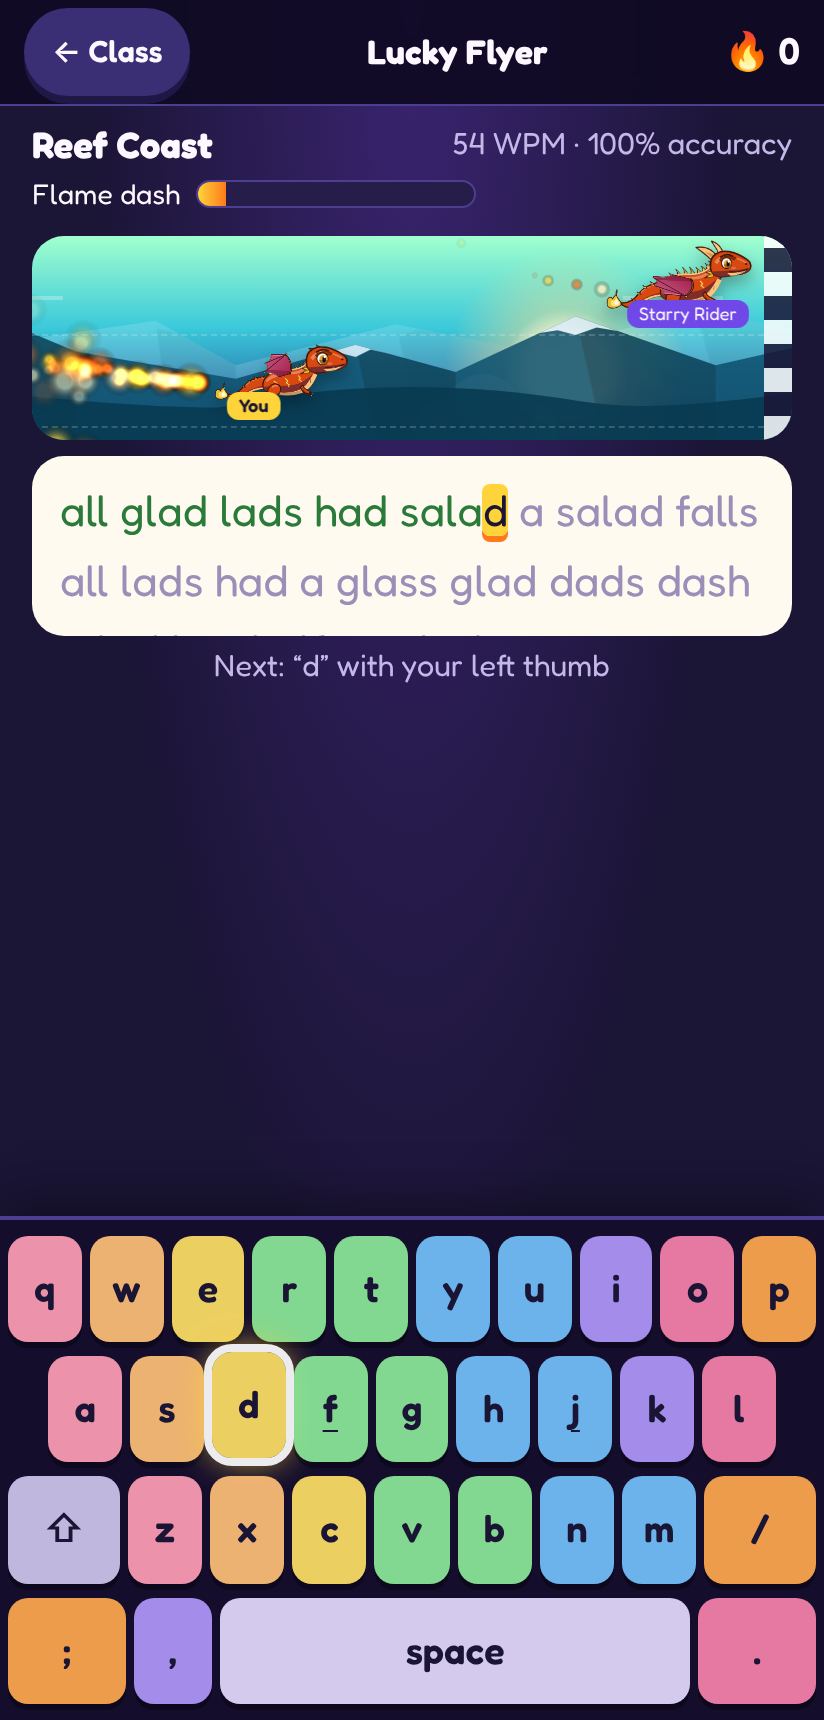 ← Class
Lucky Flyer
🔥 0
Reef Coast
54 WPM · 100% accuracy
Flame dash
Starry Rider
You
all glad lads had salad a salad falls
all lads had a glass glad dads dash
Next: “d” with your left thumb
q w e r t y u i o p
a s d f g h j k l
z x c v b n m /
; , space .